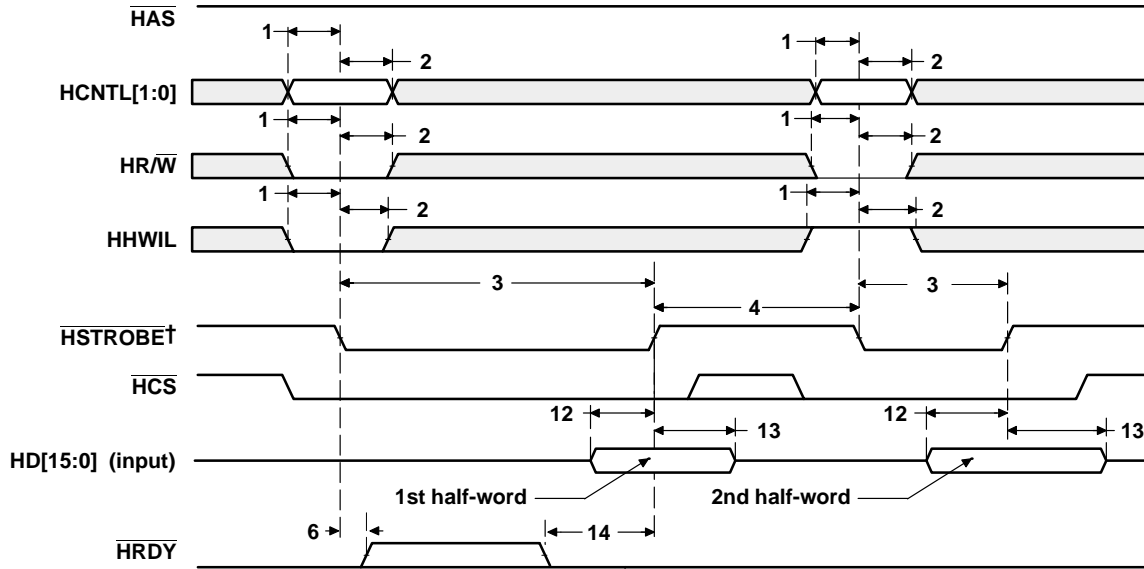 HAS
1
1
2
2
HCNTL[1:0]
1
1
2
2
HR/W
1
1
2
2
HHWIL
3
3
4
HSTROBE†
HCS
12
12
13
13
HD[15:0] (input)
1st half-word
2nd half-word
6
14
HRDY